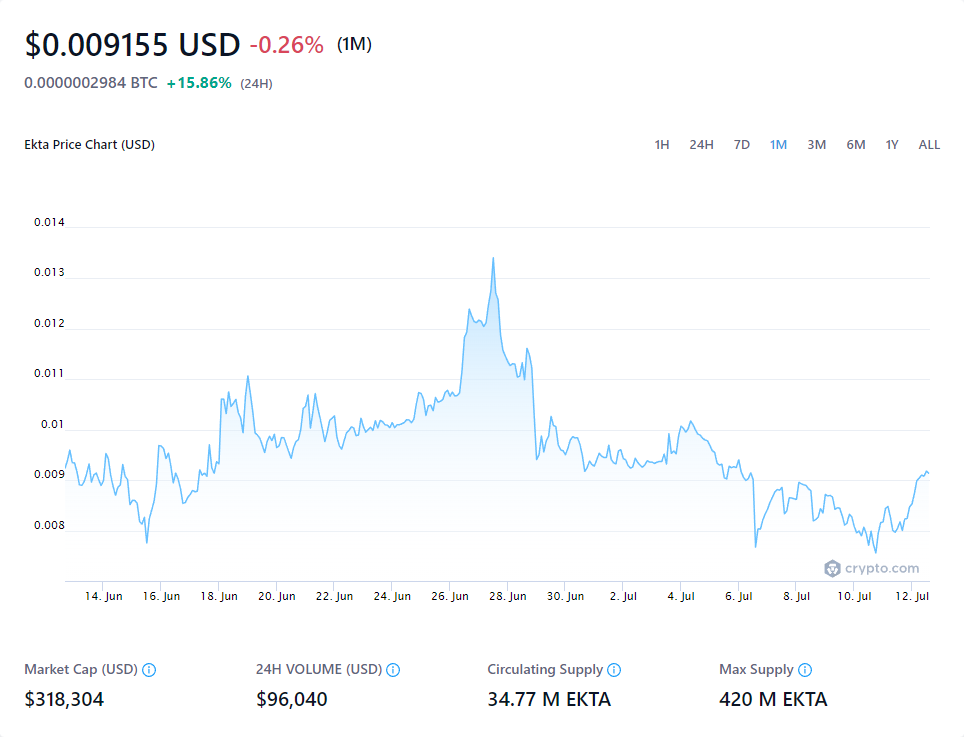 $0.009155 USD -0.26% (1M)
0.0000002984 BTC +15.86% (24H)
Ekta Price Chart (USD) 1H 24H 7D 1M 3M 6M 1Y ALL
0.014
0.013
0.012
0.011
0.01
0.009
0.008
crypto.com
14. Jun 16. Jun 18. Jun 20. Jun 22. Jun 24. Jun 26. Jun 28. Jun 30. Jun 2. Jul 4. Jul 6. Jul 8. Jul 10. Jul 12. Jul
Market Cap (USD) 24H VOLUME (USD) Circulating Supply Max Supply
$318,304 $96,040 34.77 M EKTA 420 M EKTA